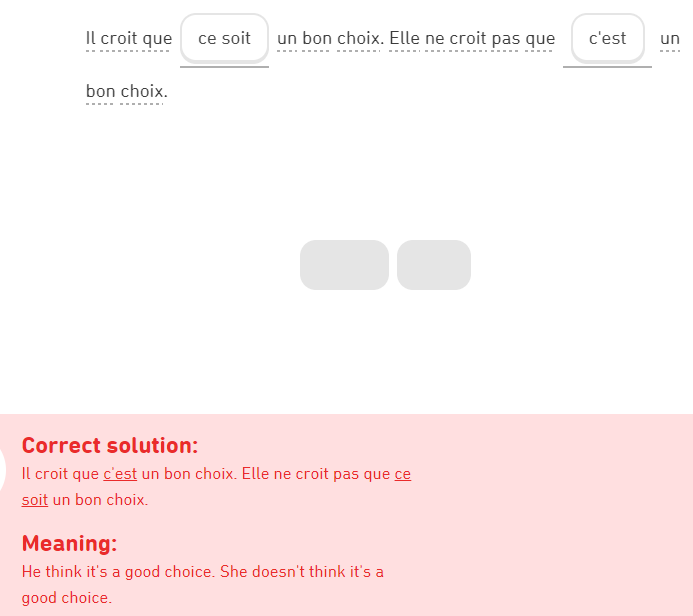 Il croit que ce soit un bon choix. Elle ne croit pas que c'est un
bon choix.
Correct solution:
Il croit que c'est un bon choix. Elle ne croit pas que ce
soit un bon choix.
Meaning:
He think it's a good choice. She doesn't think it's a
good choice.